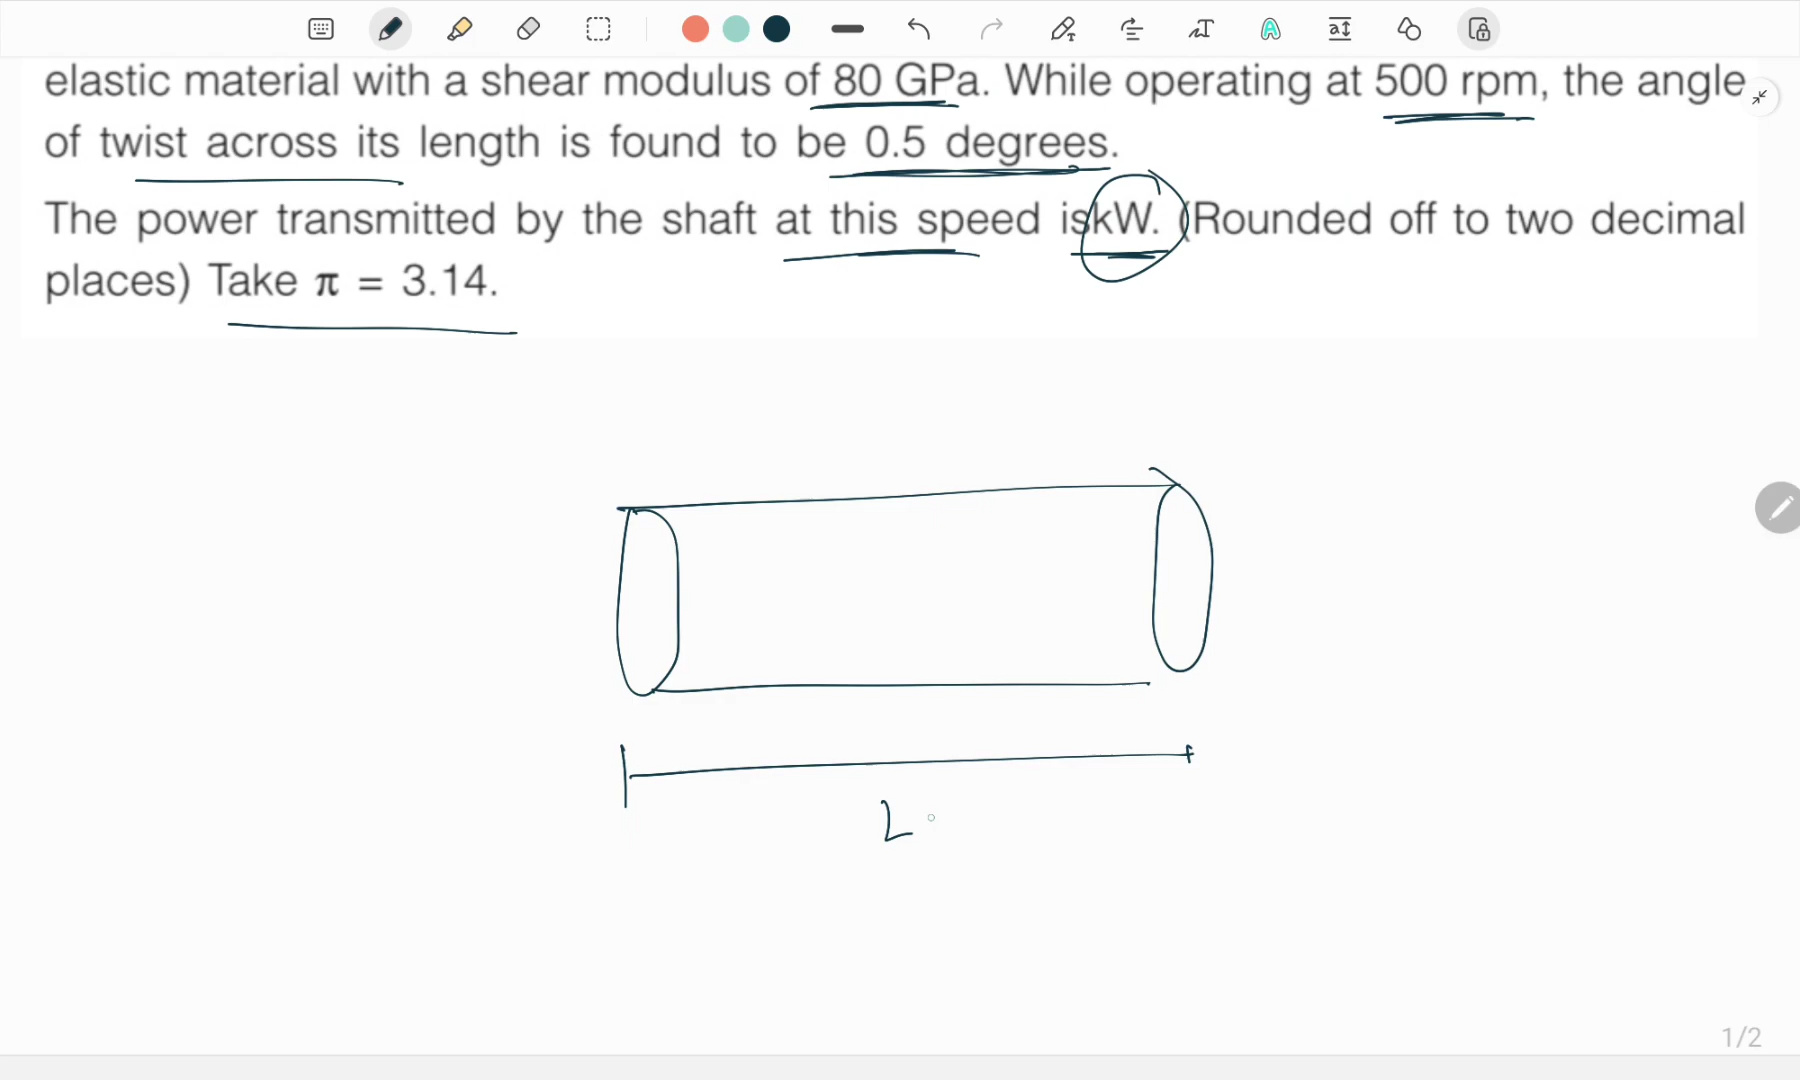 elastic material with a shear modulus of 80 GPa. While operating at 500 rpm, the angle
of twist across its length is found to be 0.5 degrees.
The power transmitted by the shaft at this speed iskW. (Rounded off to two decimal
places) Take π = 3.14.
L
1/2